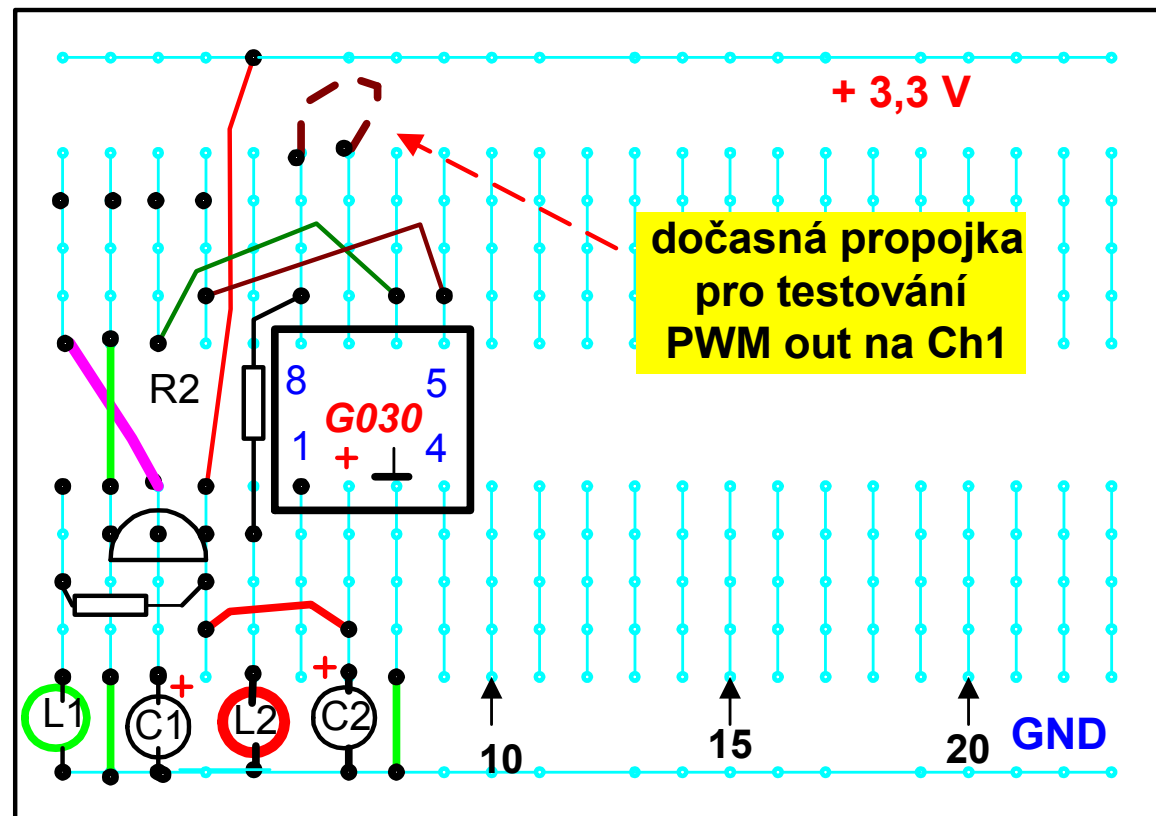 + 3,3 V
dočasná propojka
pro testování
PWM out na Ch1
R2
8
5
G030
1
+
4
+
+
L1
C1
L2
C2
10
15
20
GND